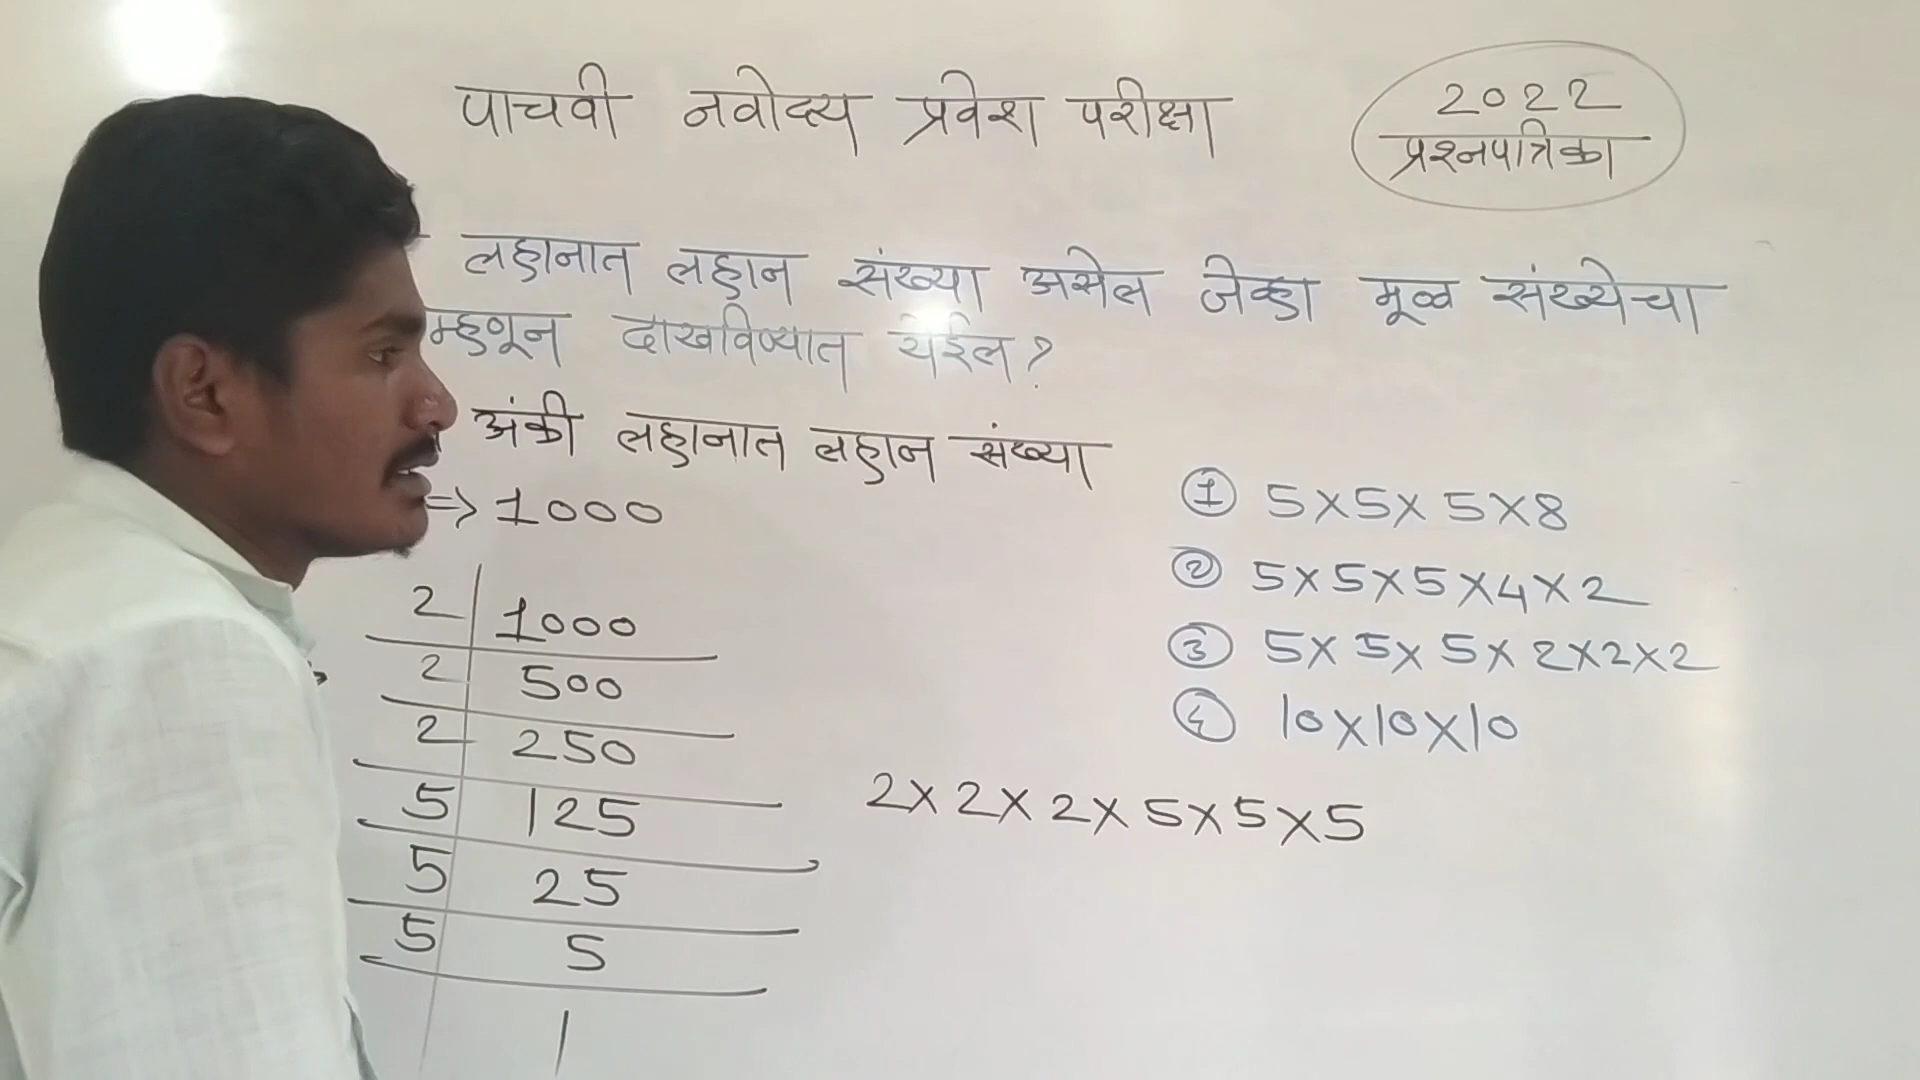 पाचवी नवोदय प्रवेश परीक्षा
2022
प्रश्नपत्रिका
लहानात लहान संख्या असेल जेव्हा मूळ संख्येचा
म्हणून दाखविण्यात येईल?
अंकी लहानात लहान संख्या
=> 1000
① 5×5×5×8
② 5×5×5×4×2
③ 5×5×5×2×2×2
④ 10×10×10
2 1000
2 500
2 250
5 125
5 25
5 5
1
2×2×2×5×5×5